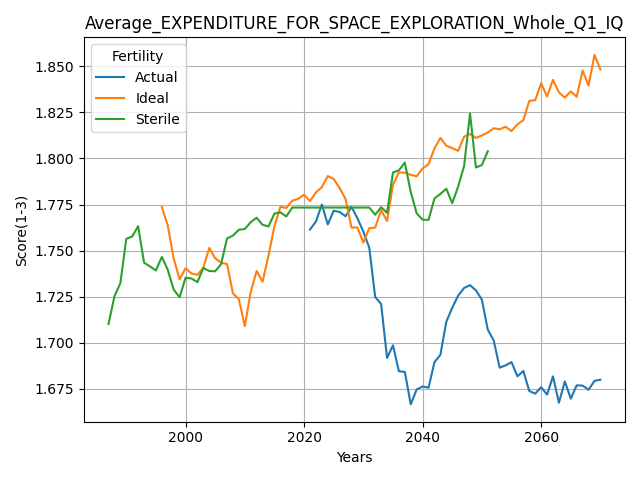 Average_EXPENDITURE_FOR_SPACE_EXPLORATION_Whole_Q1_IQ
Fertility
Actual
Ideal
Sterile
1.850
1.825
1.800
1.775
1.750
1.725
1.700
1.675
Score(1-3)
2000
2020
2040
2060
Years